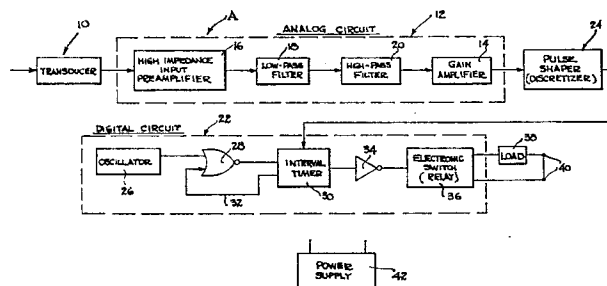 A
10
ANALOG CIRCUIT
12
24
16
18
20
14
TRANSDUCER
HIGH IMPEDANCE
INPUT
PREAMPLIFIER
LOW-PASS
FILTER
HIGH-PASS
FILTER
GAIN
AMPLIFIER
PULSE
SHAPER
(DISCRETIZER)
DIGITAL CIRCUIT
22
OSCILLATOR
26
28
32
INTERVAL
TIMER
30
34
ELECTRONIC
SWITCH
(RELAY)
36
38
LOAD
40
POWER
SUPPLY
42